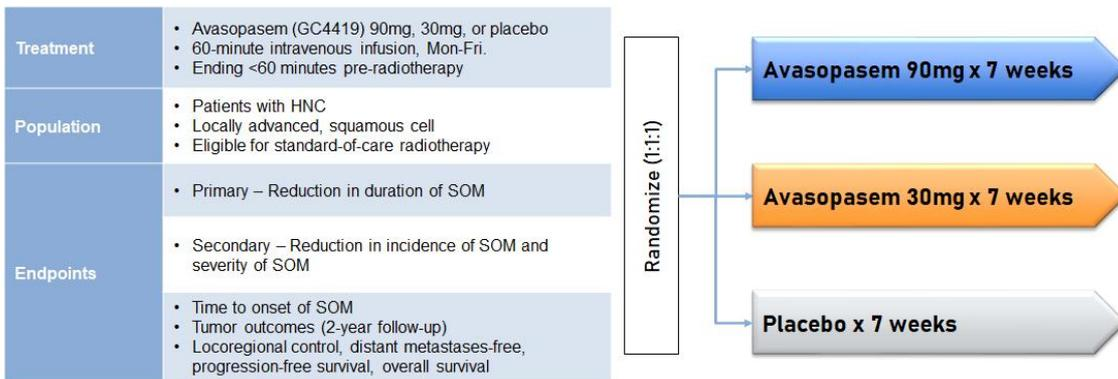 Treatment
• Avasopasem (GC4419) 90mg, 30mg, or placebo
• 60-minute intravenous infusion, Mon-Fri.
• Ending <60 minutes pre-radiotherapy
Population
• Patients with HNC
• Locally advanced, squamous cell
• Eligible for standard-of-care radiotherapy
Endpoints
• Primary – Reduction in duration of SOM
• Secondary – Reduction in incidence of SOM and
severity of SOM
• Time to onset of SOM
• Tumor outcomes (2-year follow-up)
• Locoregional control, distant metastases-free,
progression-free survival, overall survival
Randomize (1:1:1)
Avasopasem 90mg x 7 weeks
Avasopasem 30mg x 7 weeks
Placebo x 7 weeks